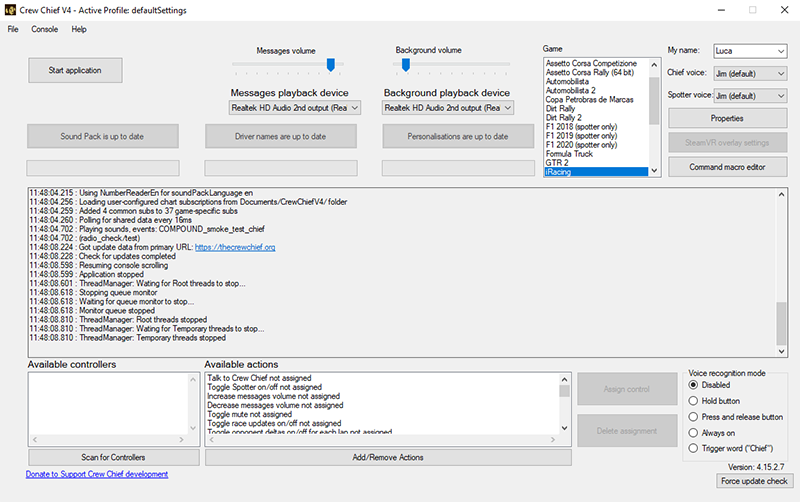 Crew Chief V4 - Active Profile: defaultSettings
File Console Help
Start application
Messages volume
Background volume
Messages playback device
Realtek HD Audio 2nd output (Rea
Background playback device
Realtek HD Audio 2nd output (Rea
Sound Pack is up to date
Driver names are up to date
Personalisations are up to date
Game
Assetto Corsa Competizione
Assetto Corsa Rally (64 bit)
Automobilista
Automobilista 2
Copa Petrobras de Marcas
Dirt Rally
Dirt Rally 2
F1 2018 (spotter only)
F1 2019 (spotter only)
F1 2020 (spotter only)
Formula Truck
GTR 2
iRacing
My name: Luca
Chief voice: Jim (default)
Spotter voice: Jim (default)
Properties
SteamVR overlay settings
Command macro editor
11:48:04.215 : Using NumberReaderEn for soundPackLanguage en
11:48:04.256 : Loading user-configured chart subscriptions from Documents/CrewChiefV4/ folder
11:48:04.259 : Added 4 common subs to 37 game-specific subs
11:48:04.260 : Polling for shared data every 16ms
11:48:04.702 : Playing sounds, events: COMPOUND_smoke_test_chief
11:48:04.702 : (radio_check/test)
11:48:08.224 : Got update data from primary URL: https://thecrewchief.org
11:48:08.228 : Check for updates completed
11:48:08.598 : Resuming console scrolling
11:48:08.599 : Application stopped
11:48:08.601 : ThreadManager: Wating for Root threads to stop...
11:48:08.618 : Stopping queue monitor
11:48:08.618 : Waiting for queue monitor to stop...
11:48:08.618 : Monitor queue stopped
11:48:08.810 : ThreadManager: Root threads stopped
11:48:08.810 : ThreadManager: Wating for Temporary threads to stop...
11:48:08.810 : ThreadManager: Temporary threads stopped
Available controllers
Scan for Controllers
Available actions
Talk to Crew Chief not assigned
Toggle Spotter on/off not assigned
Increase messages volume not assigned
Decrease messages volume not assigned
Toggle mute not assigned
Toggle race updates on/off not assigned
Toggle opponent deltas on/off for each lap not assigned
Add/Remove Actions
Assign control
Delete assignment
Voice recognition mode
Disabled
Hold button
Press and release button
Always on
Trigger word ("Chief")
Donate to Support Crew Chief development
Version: 4.15.2.7
Force update check